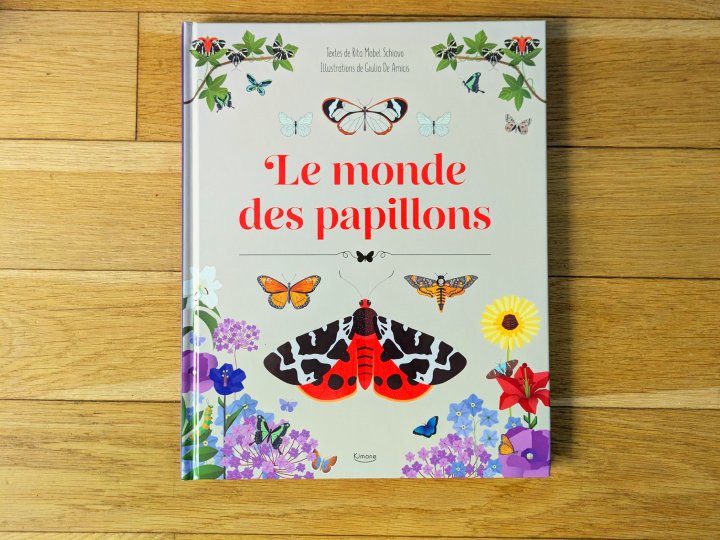 Textes de Rita Mabel Schiavo
Illustrations de Giulia De Amicis
Le monde
des papillons
Kimane